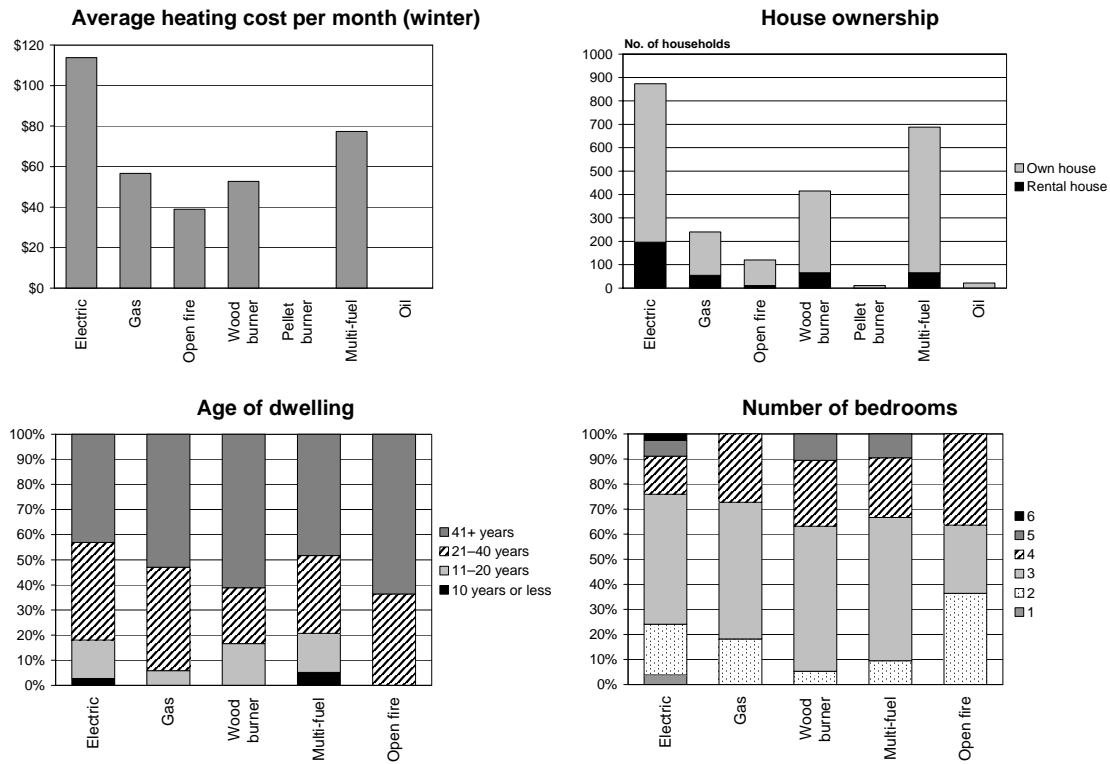 Average heating cost per month (winter)
$120
$100
$80
$60
$40
$20
$0
Electric
Gas
Open fire
Wood
burner
Pellet
burner
Multi-fuel
Oil
House ownership
No. of households
1000
900
800
700
600
500
400
300
200
100
0
Electric
Gas
Open fire
Wood
burner
Pellet
burner
Multi-fuel
Oil
Own house
Rental house
Age of dwelling
100%
90%
80%
70%
60%
50%
40%
30%
20%
10%
0%
Electric
Gas
Wood
burner
Multi-fuel
Open fire
41+ years
21–40 years
11–20 years
10 years or less
Number of bedrooms
100%
90%
80%
70%
60%
50%
40%
30%
20%
10%
0%
Electric
Gas
Wood
burner
Multi-fuel
Open fire
6
5
4
3
2
1